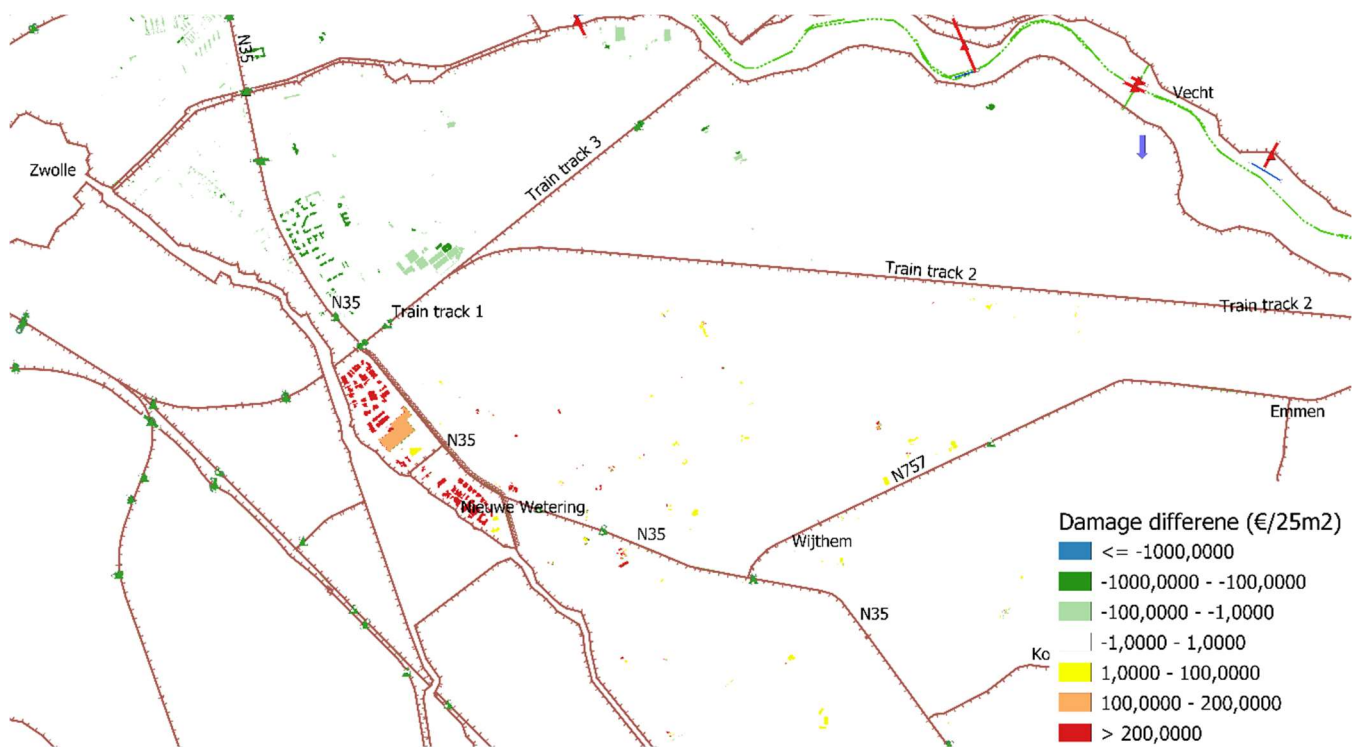 N35
Vecht
Zwolle
Train track 3
Train track 2
Train track 2
N35
Train track 1
Emmen
N35
N757
Nieuwe Wetering
N35
Wijthem
N35
Ko
Damage differene (€/25m2)
<= -1000,0000
-1000,0000 - -100,0000
-100,0000 - -1,0000
-1,0000 - 1,0000
1,0000 - 100,0000
100,0000 - 200,0000
> 200,0000